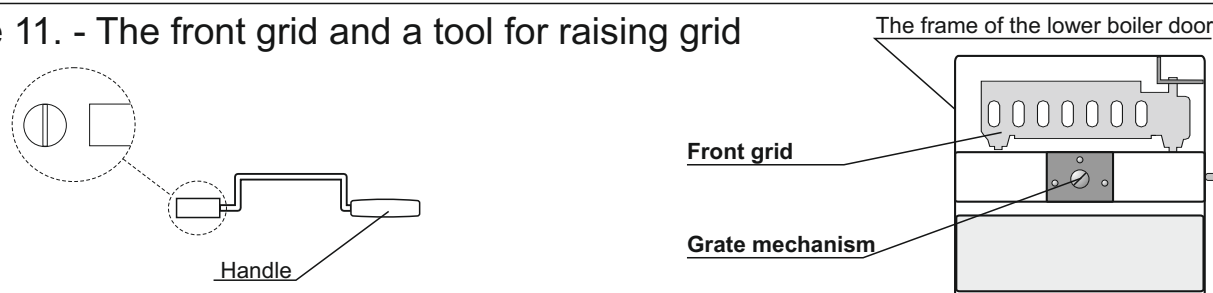 11. - The front grid and a tool for raising grid
The frame of the lower boiler door
Front grid
Grate mechanism
Handle